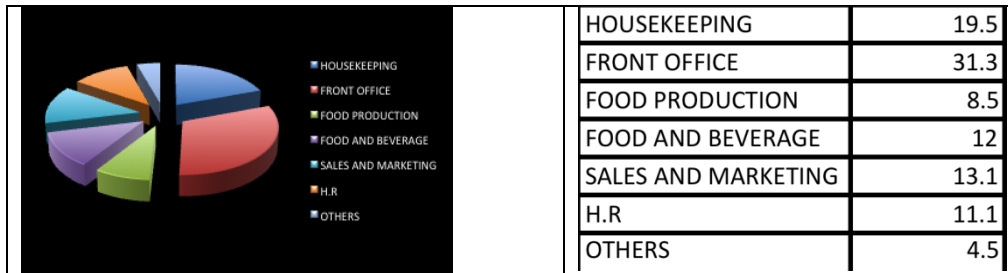 HOUSEKEEPING
FRONT OFFICE
FOOD PRODUCTION
FOOD AND BEVERAGE
SALES AND MARKETING
H.R
OTHERS
HOUSEKEEPING 19.5
FRONT OFFICE 31.3
FOOD PRODUCTION 8.5
FOOD AND BEVERAGE 12
SALES AND MARKETING 13.1
H.R 11.1
OTHERS 4.5